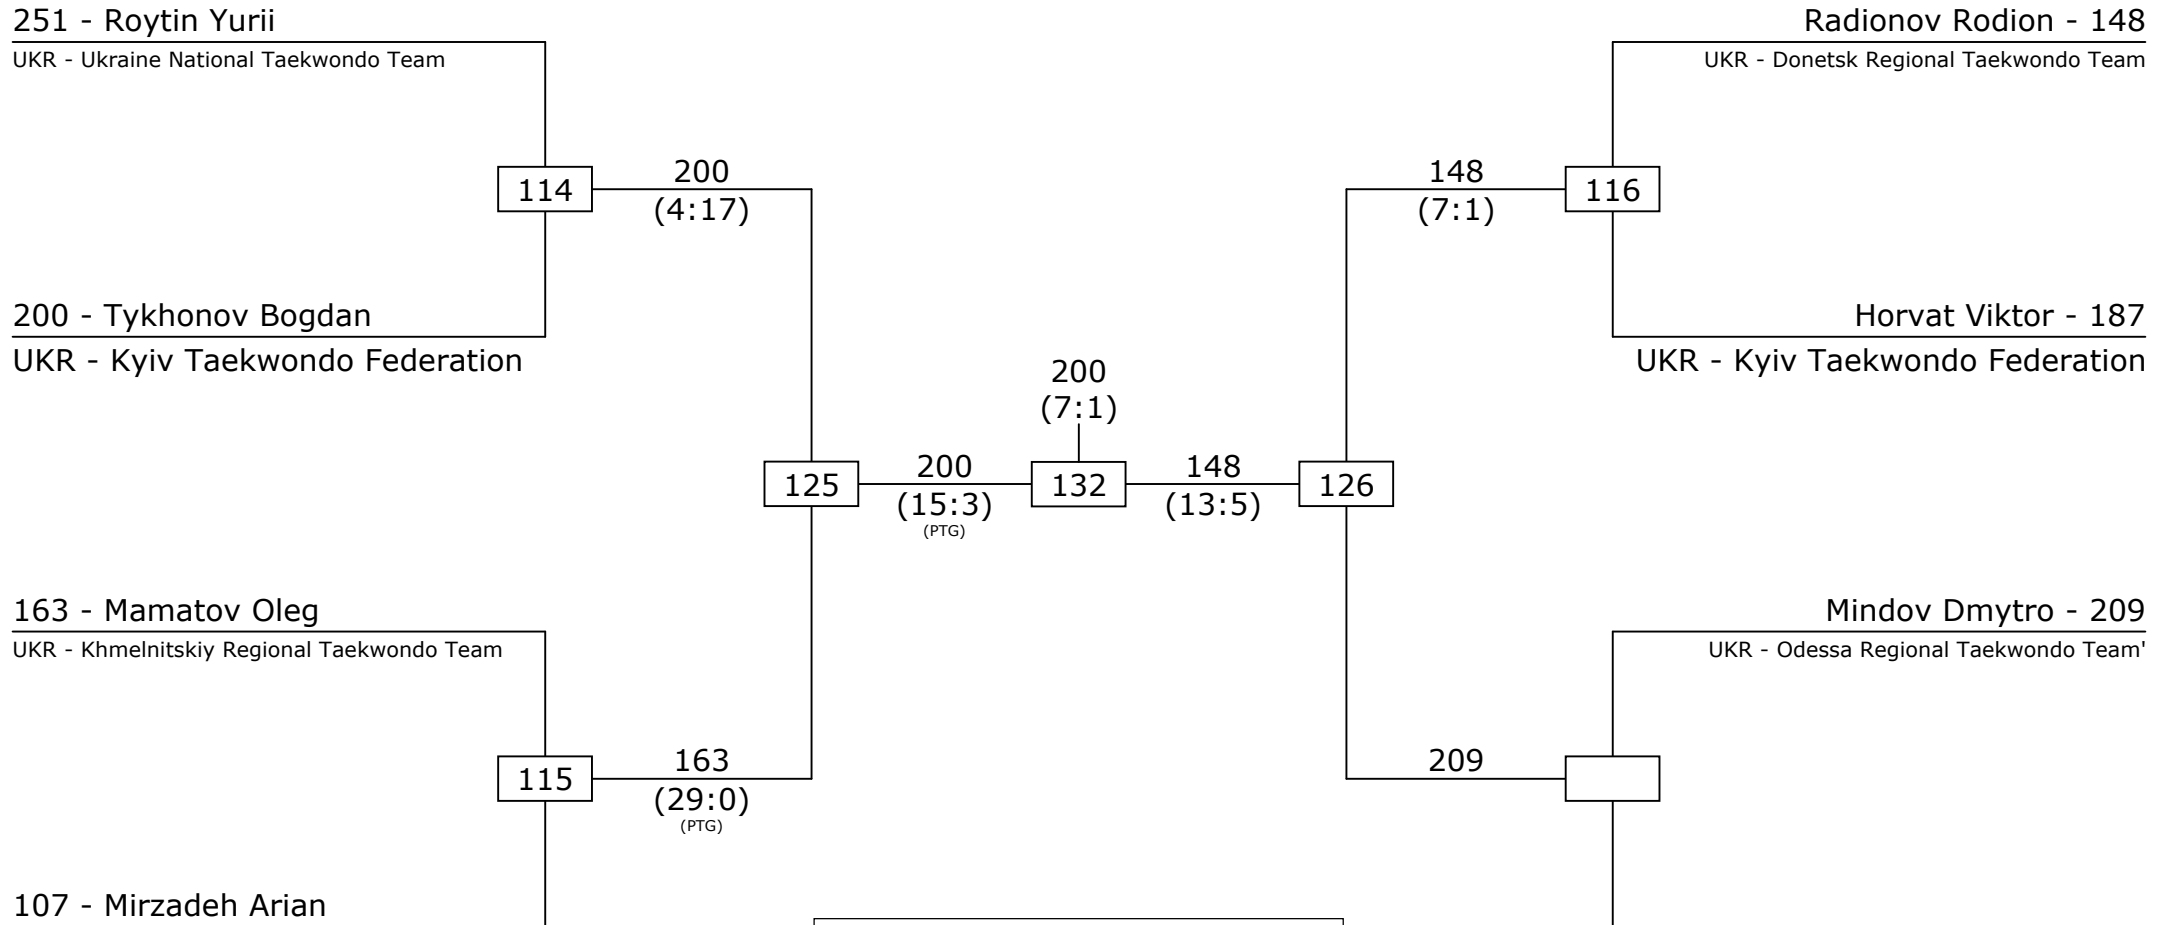 251 - Roytin Yurii
UKR - Ukraine National Taekwondo Team
Radionov Rodion - 148
UKR - Donetsk Regional Taekwondo Team
114
200
(4:17)
148
(7:1)
116
200 - Tykhonov Bogdan
UKR - Kyiv Taekwondo Federation
Horvat Viktor - 187
UKR - Kyiv Taekwondo Federation
200
(7:1)
125
200
(15:3)
(PTG)
132
148
(13:5)
126
163 - Mamatov Oleg
UKR - Khmelnitskiy Regional Taekwondo Team
Mindov Dmytro - 209
UKR - Odessa Regional Taekwondo Team'
115
163
(29:0)
(PTG)
209
107 - Mirzadeh Arian